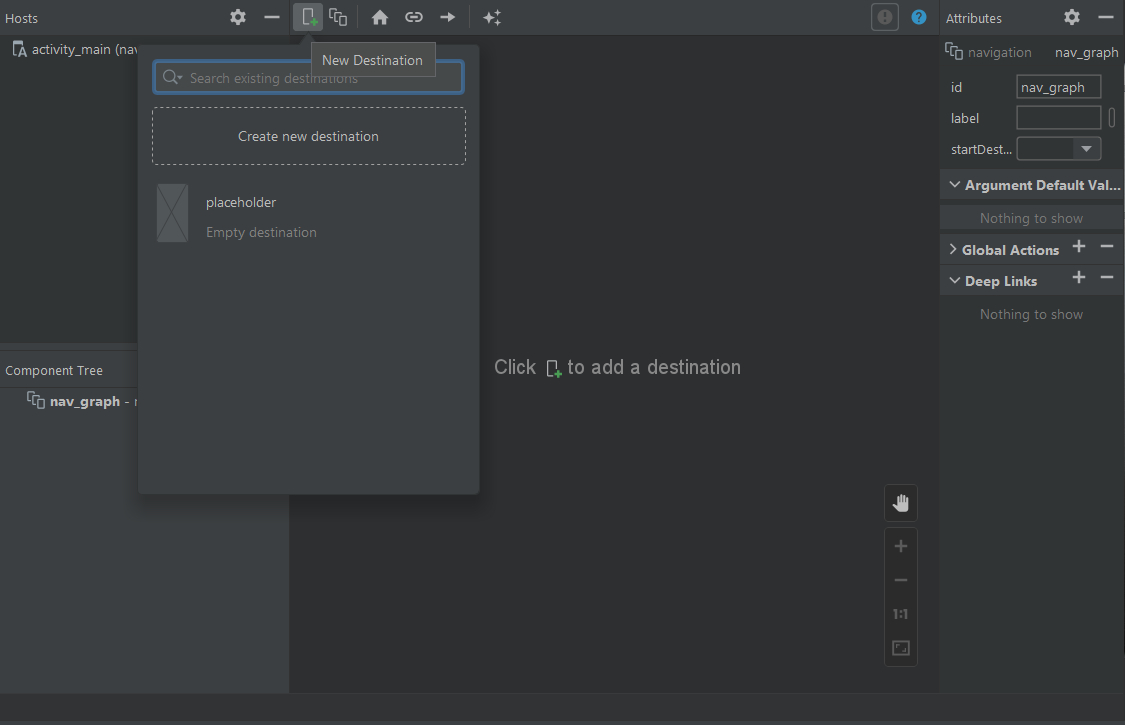 Hosts
activity_main (nav
New Destination
Search existing destinations
Create new destination
placeholder
Empty destination
Component Tree
nav_graph -
Click to add a destination
1:1
?
Attributes
navigation nav_graph
id nav_graph
label
startDest...
Argument Default Val...
Nothing to show
Global Actions
Deep Links
Nothing to show